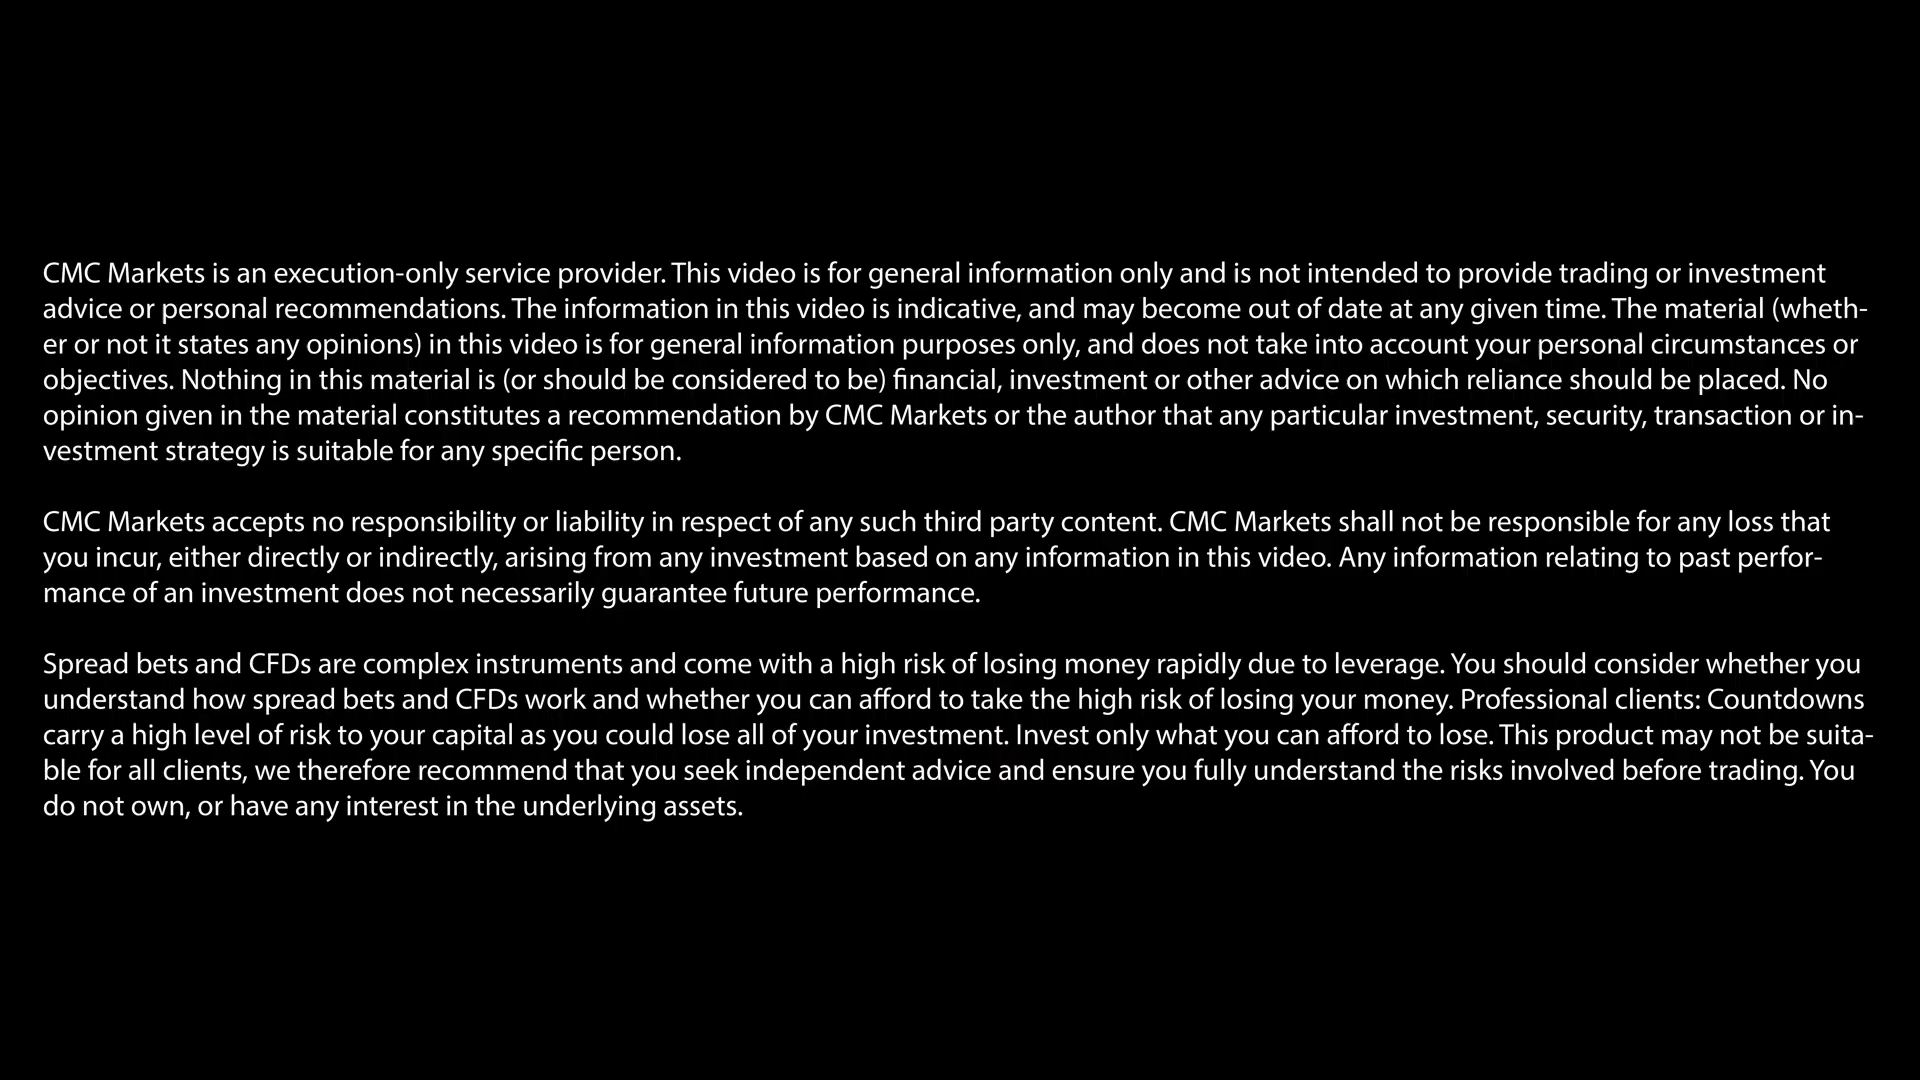 CMC Markets is an execution-only service provider. This video is for general information only and is not intended to provide trading or investment
advice or personal recommendations. The information in this video is indicative, and may become out of date at any given time. The material (wheth-
er or not it states any opinions) in this video is for general information purposes only, and does not take into account your personal circumstances or
objectives. Nothing in this material is (or should be considered to be) financial, investment or other advice on which reliance should be placed. No
opinion given in the material constitutes a recommendation by CMC Markets or the author that any particular investment, security, transaction or in-
vestment strategy is suitable for any specific person.

CMC Markets accepts no responsibility or liability in respect of any such third party content. CMC Markets shall not be responsible for any loss that
you incur, either directly or indirectly, arising from any investment based on any information in this video. Any information relating to past perfor-
mance of an investment does not necessarily guarantee future performance.

Spread bets and CFDs are complex instruments and come with a high risk of losing money rapidly due to leverage. You should consider whether you
understand how spread bets and CFDs work and whether you can afford to take the high risk of losing your money. Professional clients: Countdowns
carry a high level of risk to your capital as you could lose all of your investment. Invest only what you can afford to lose. This product may not be suita-
ble for all clients, we therefore recommend that you seek independent advice and ensure you fully understand the risks involved before trading. You
do not own, or have any interest in the underlying assets.